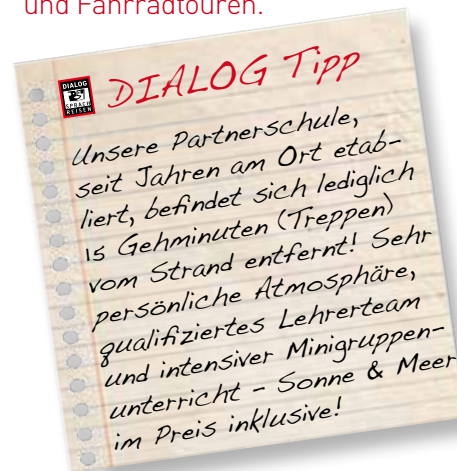 und Fahrradtouren.
DIALOG
SPRACH
REISEN
DIALOG Tipp
Unsere Partnerschule,
seit Jahren am Ort etab-
liert, befindet sich lediglich
15 Gehminuten (Treppen)
vom Strand entfernt! Sehr
persönliche Atmosphäre,
qualifiziertes Lehrerteam
und intensiver Minigruppen-
unterricht - Sonne & Meer
im Preis inklusive!